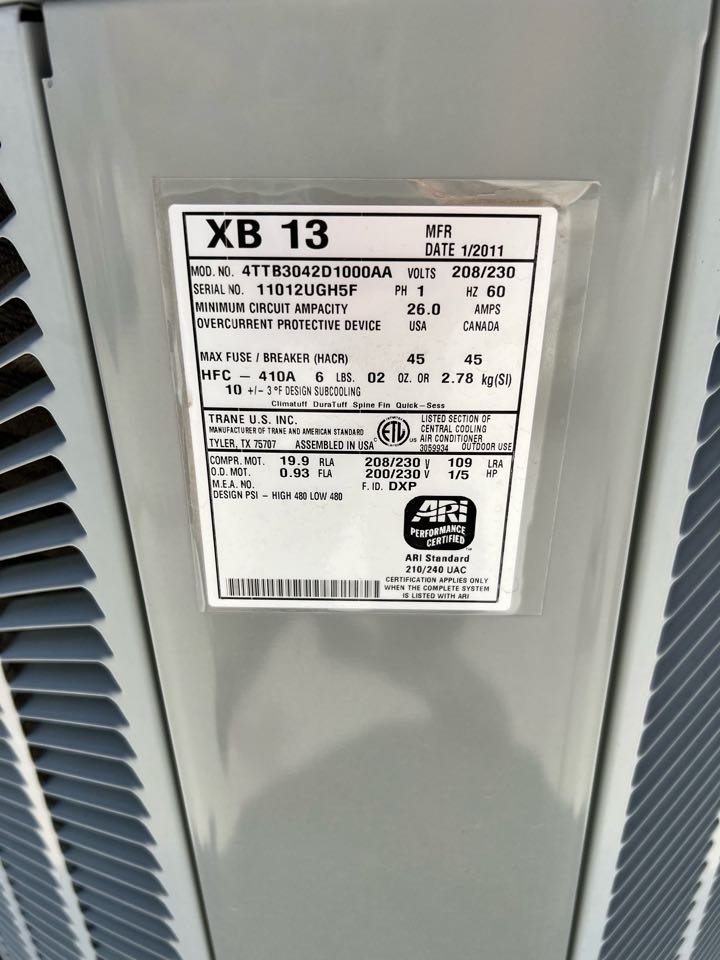 XB 13
MFR
DATE 1/2011
MOD. NO. 4TTB3042D1000AA VOLTS 208/230
SERIAL NO. 11012UGH5F PH 1 HZ 60
MINIMUM CIRCUIT AMPACITY 26.0 AMPS
OVERCURRENT PROTECTIVE DEVICE USA CANADA
MAX FUSE / BREAKER (HACR) 45 45
HFC – 410A 6 LBS. 02 OZ. OR 2.78 kg(SI)
10 +/- 3 °F DESIGN SUBCOOLING
Climatuff DuraTuff Spine Fin Quick-Sess
TRANE U.S. INC.
MANUFACTURER OF TRANE AND AMERICAN STANDARD
TYLER, TX 75707 ASSEMBLED IN USA
C ETL US
LISTED SECTION OF
CENTRAL COOLING
AIR CONDITIONER
3059934 OUTDOOR USE
COMPR. MOT. 19.9 RLA 208/230 V 109 LRA
O.D. MOT. 0.93 FLA 200/230 V 1/5 HP
M.E.A. NO. F. ID. DXP
DESIGN PSI – HIGH 480 LOW 480
ARI
PERFORMANCE
CERTIFIED
TM
ARI Standard
210/240 UAC
CERTIFICATION APPLIES ONLY
WHEN THE COMPLETE SYSTEM
IS LISTED WITH ARI